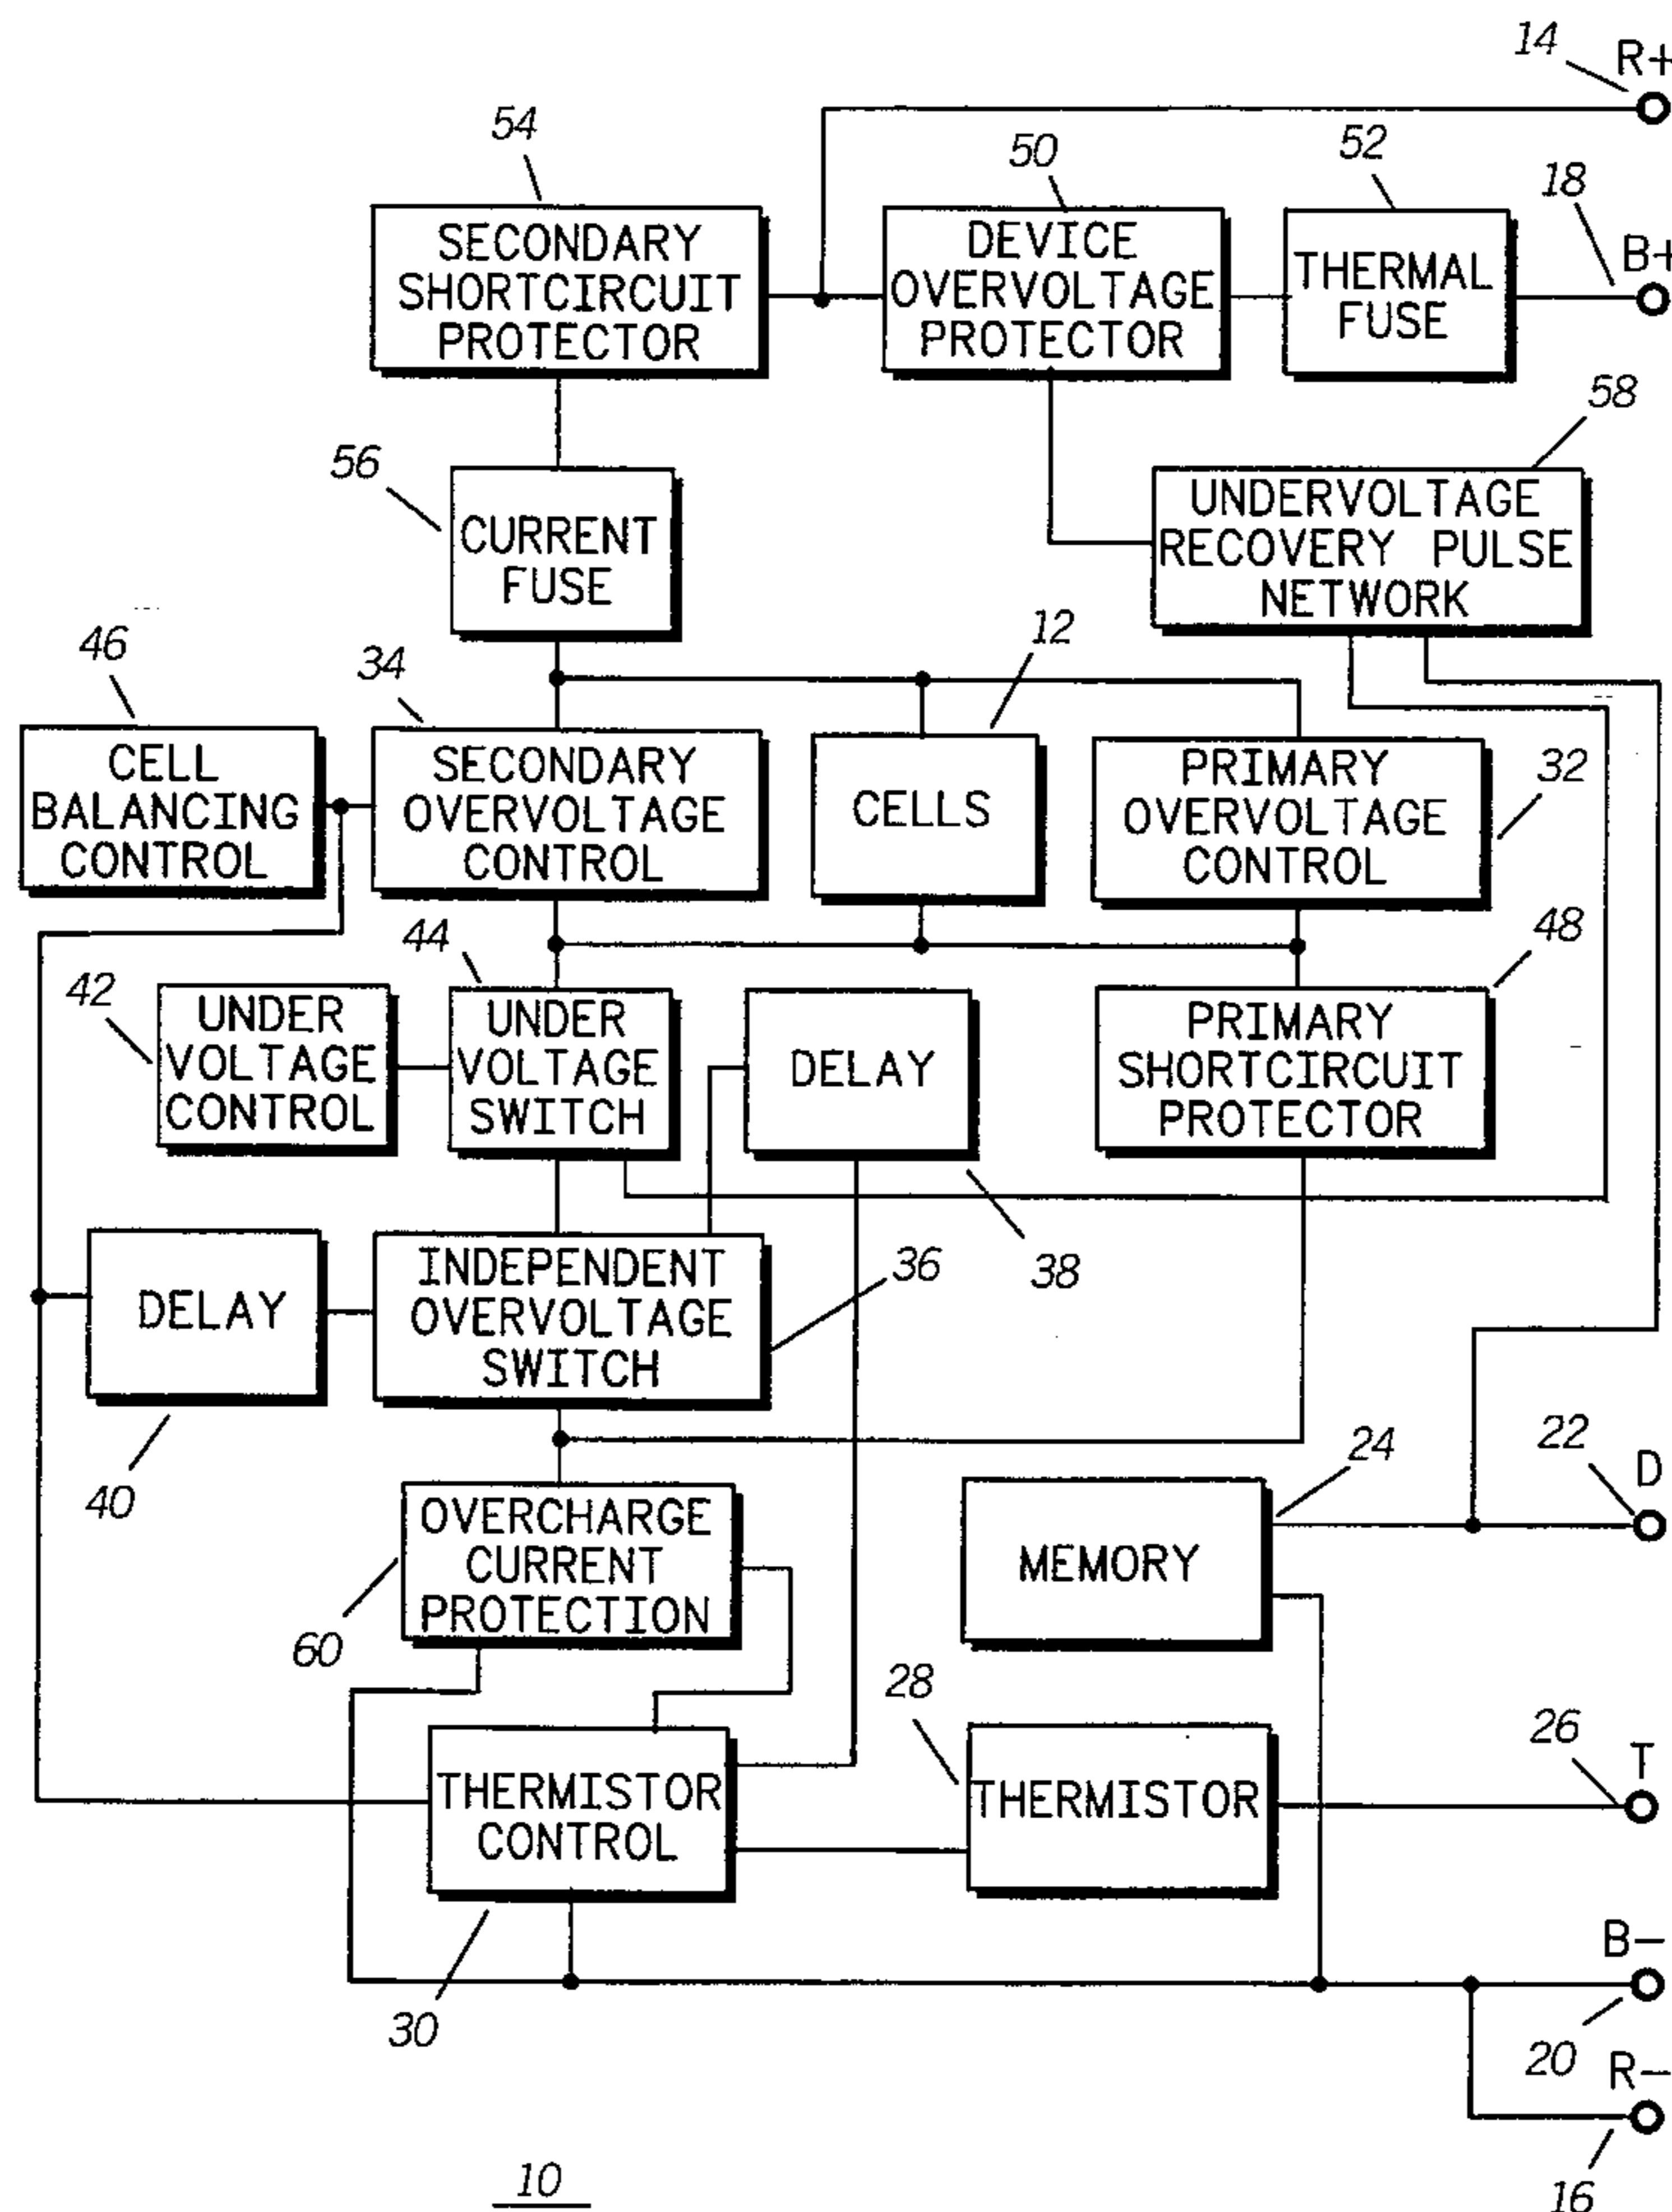 14
R+
54
50
52
18
B+
SECONDARY
SHORTCIRCUIT
PROTECTOR
DEVICE
OVERVOLTAGE
PROTECTOR
THERMAL
FUSE
58
56
CURRENT
FUSE
UNDERVOLTAGE
RECOVERY PULSE
NETWORK
46
34
12
CELL
BALANCING
CONTROL
SECONDARY
OVERVOLTAGE
CONTROL
CELLS
PRIMARY
OVERVOLTAGE
CONTROL
32
44
48
42
UNDER
VOLTAGE
CONTROL
UNDER
VOLTAGE
SWITCH
DELAY
PRIMARY
SHORTCIRCUIT
PROTECTOR
DELAY
INDEPENDENT
OVERVOLTAGE
SWITCH
36
38
40
24
22
D
OVERCHARGE
CURRENT
PROTECTION
MEMORY
60
28
26
T
THERMISTOR
CONTROL
THERMISTOR
30
B-
20
R-
16
10